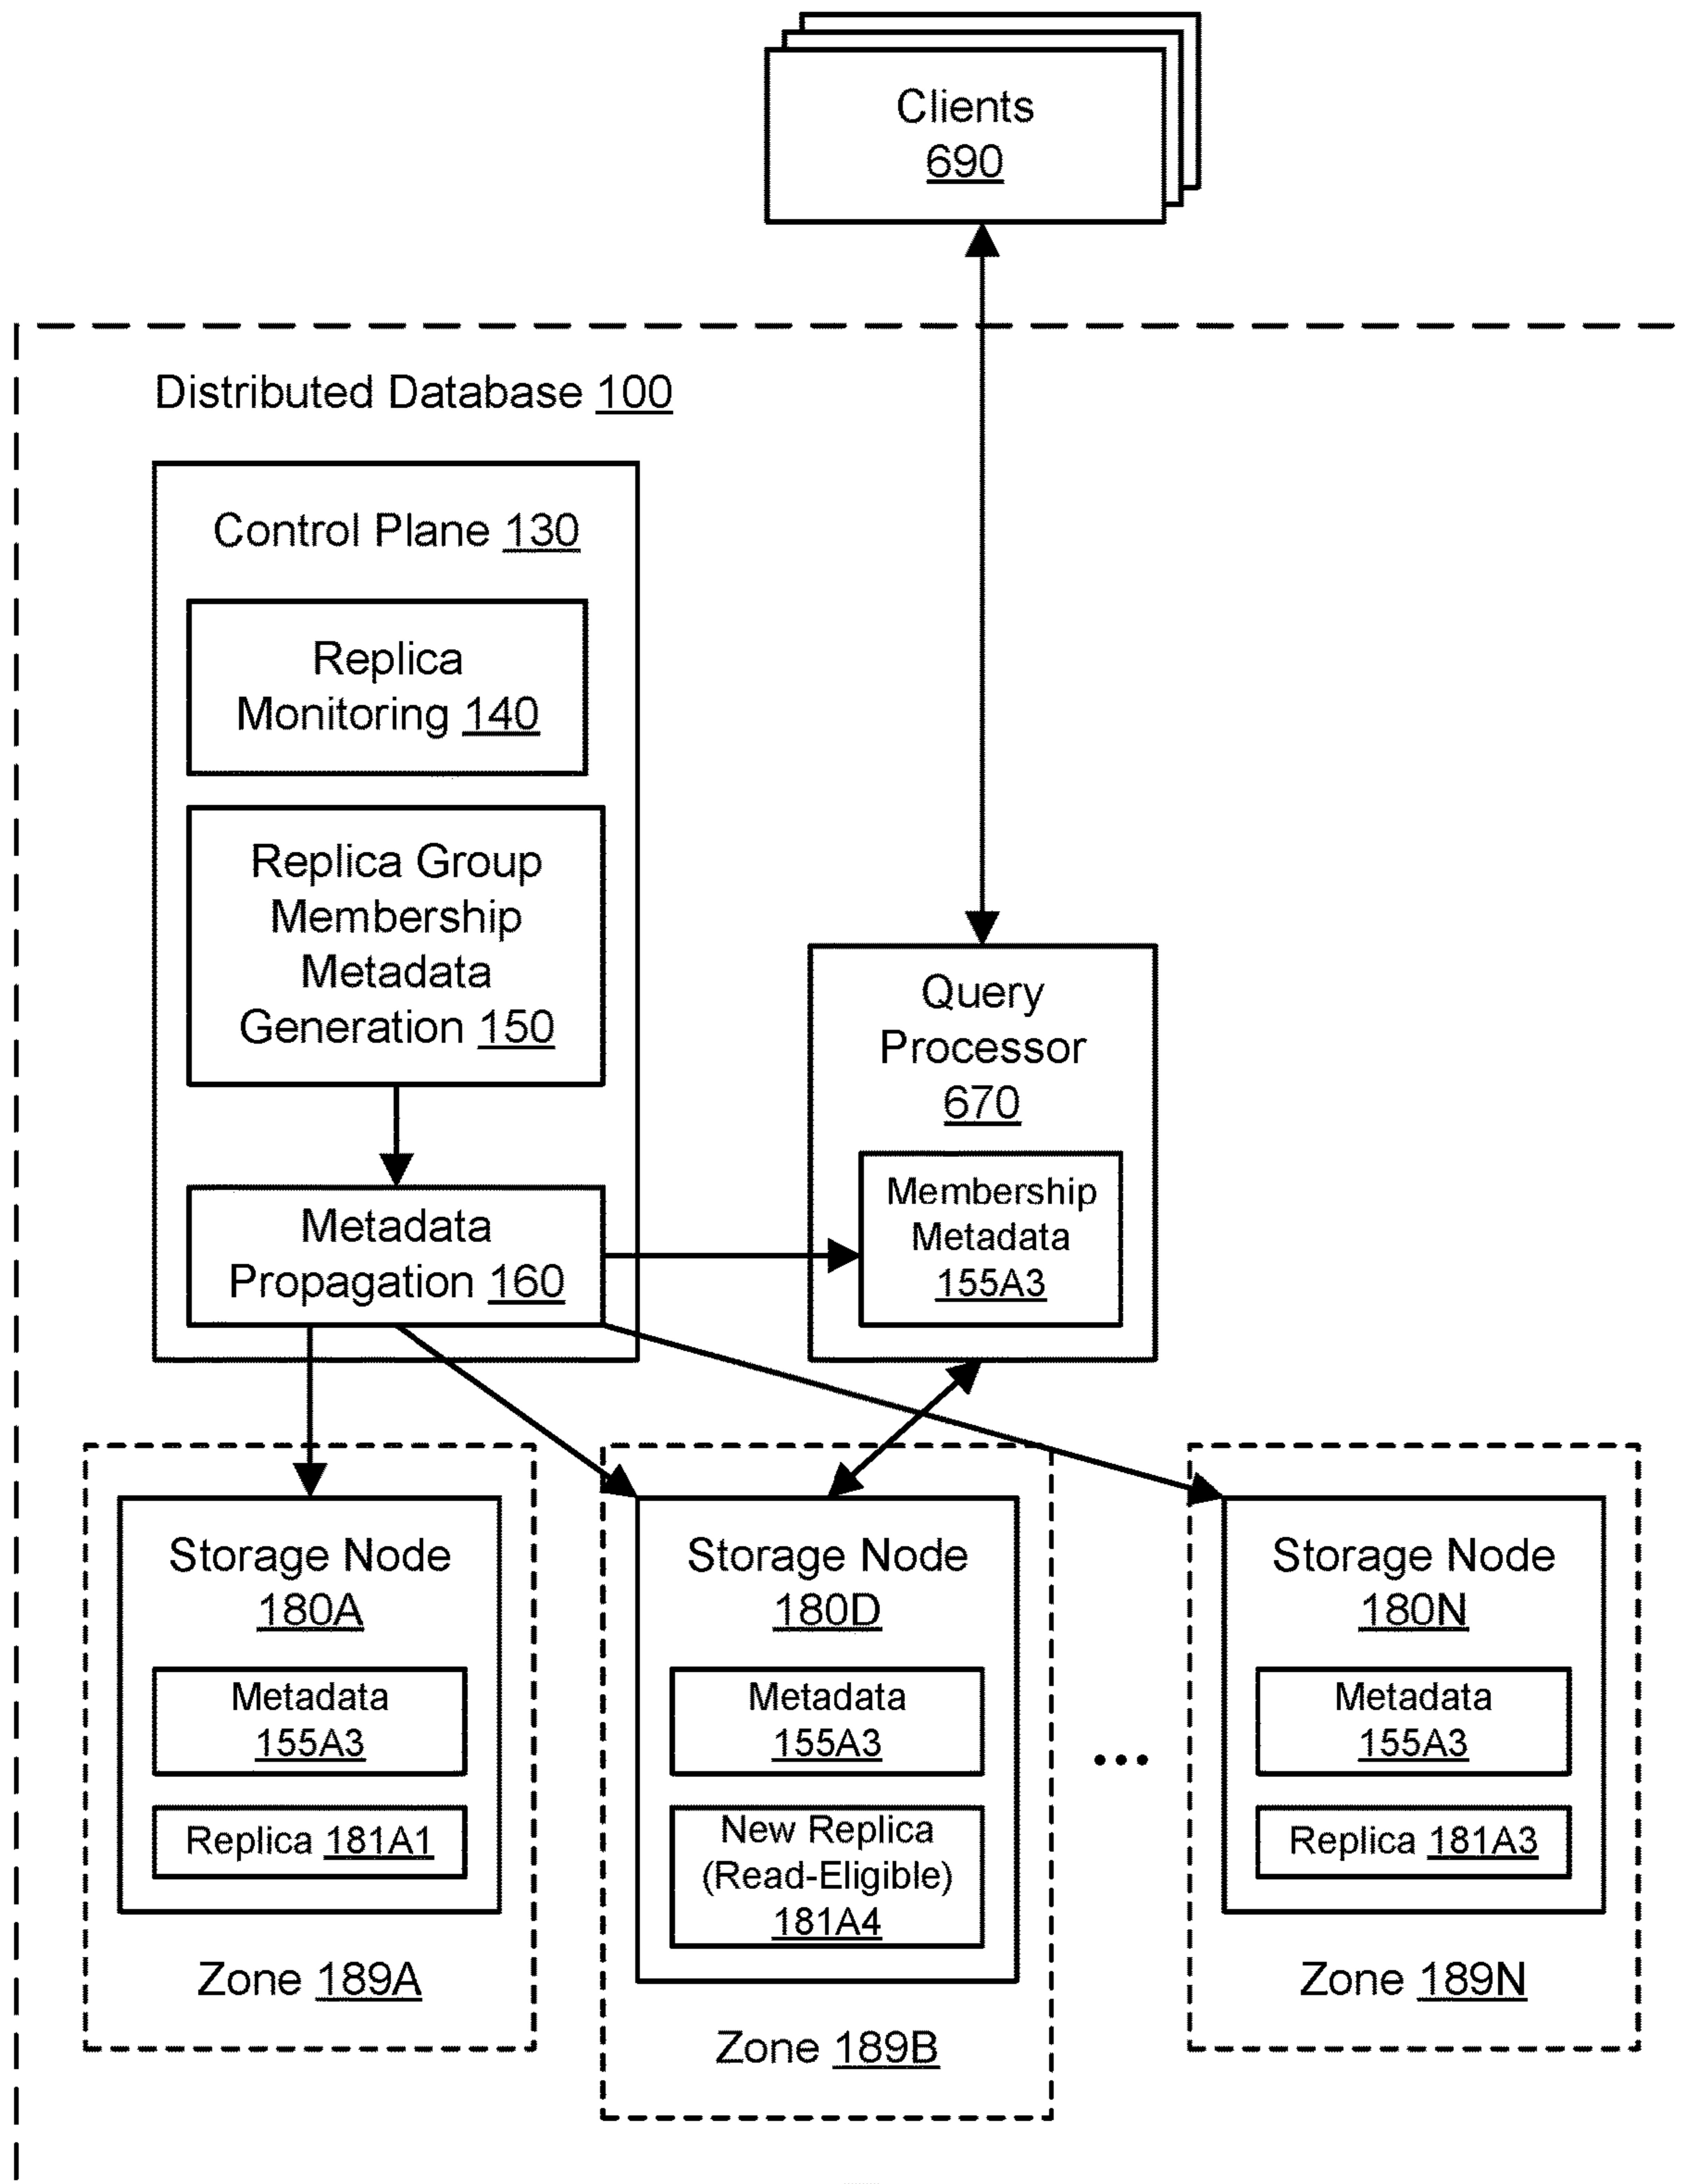 Clients
690
Distributed Database 100
Control Plane 130
Replica
Monitoring 140
Replica Group
Membership
Metadata
Generation 150
Metadata
Propagation 160
Query
Processor
670
Membership
Metadata
155A3
Storage Node
180A
Metadata
155A3
Replica 181A1
Zone 189A
Storage Node
180D
Metadata
155A3
New Replica
(Read-Eligible)
181A4
Zone 189B
...
Storage Node
180N
Metadata
155A3
Replica 181A3
Zone 189N